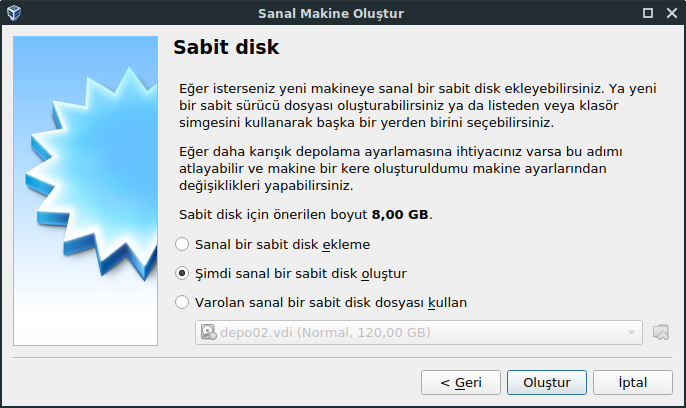 Sanal Makine Oluştur
Sabit disk
Eğer isterseniz yeni makineye sanal bir sabit disk ekleyebilirsiniz. Ya yeni
bir sabit sürücü dosyası oluşturabilirsiniz ya da listeden veya klasör
simgesini kullanarak başka bir yerden birini seçebilirsiniz.
Eğer daha karışık depolama ayarlamasına ihtiyacınız varsa bu adımı
atlayabilir ve makine bir kere oluşturuldumu makine ayarlarından
değişiklikleri yapabilirsiniz.
Sabit disk için önerilen boyut 8,00 GB.
Sanal bir sabit disk ekleme
Şimdi sanal bir sabit disk oluştur
Varolan sanal bir sabit disk dosyası kullan
depo02.vdi (Normal, 120,00 GB)
< Geri
Oluştur
İptal